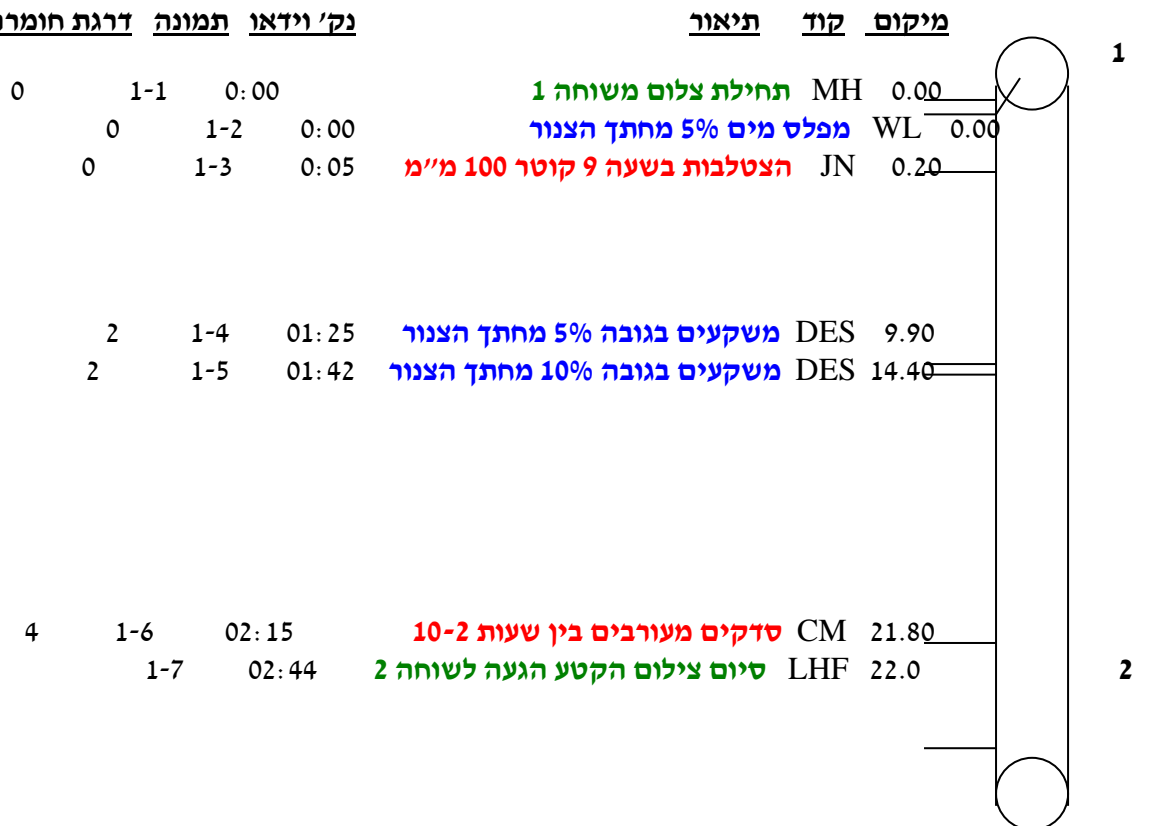 מיקום קוד תיאור נק' וידאו תמונה דרגת חומרה
1
0.00 MH תחילת צלום משוחה 1 0:00 1-1 0
0.00 WL מפלס מים 5% מחתך הצנור 0:00 1-2 0
0.20 JN הצטלבות בשעה 9 קוטר 100 מ"מ 0:05 1-3 0
9.90 DES משקעים בגובה 5% מחתך הצנור 01:25 1-4 2
14.40 DES משקעים בגובה 10% מחתך הצנור 01:42 1-5 2
21.80 CM סדקים מעורבים בין שעות 10-2 02:15 1-6 4
22.0 LHF סיום צילום הקטע הגעה לשוחה 2 02:44 1-7
2